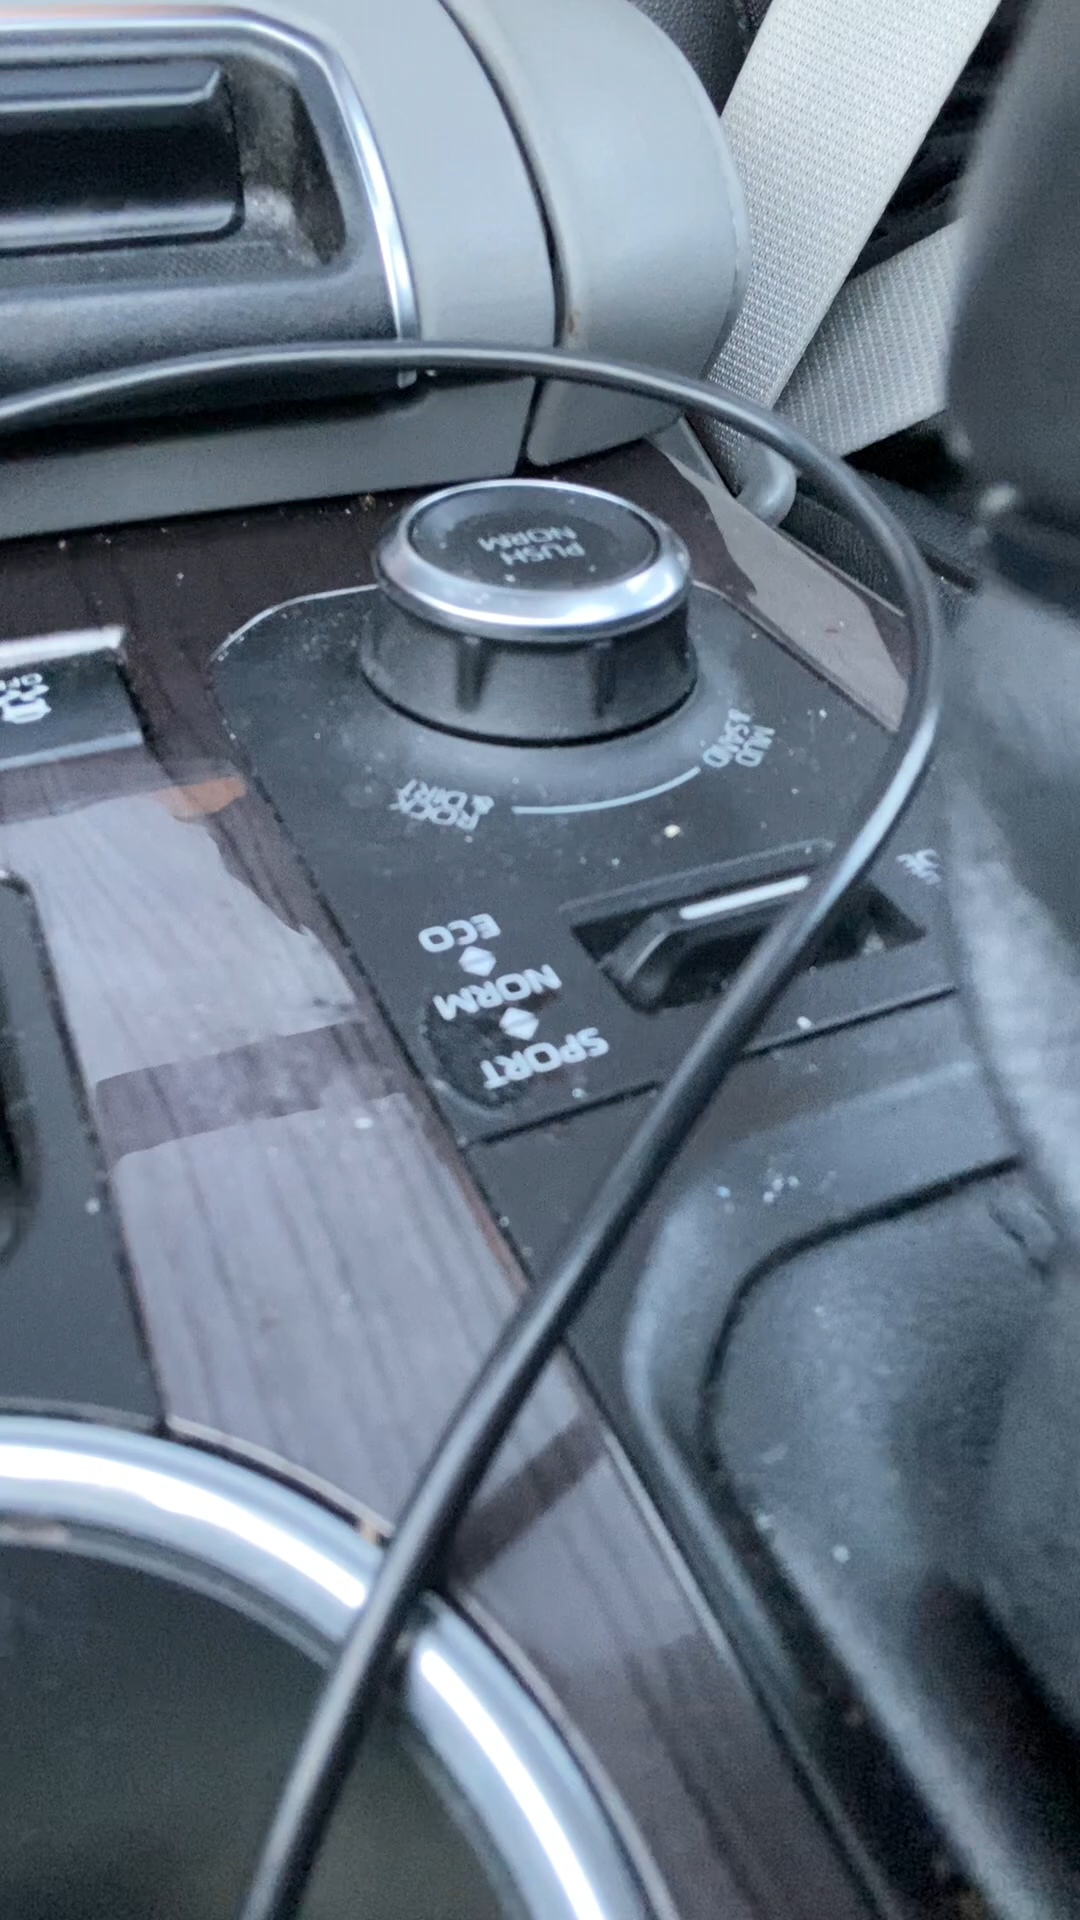 PUSH
NORM
MUD
& SAND
ROCK
& DIRT
ECO
NORM
SPORT